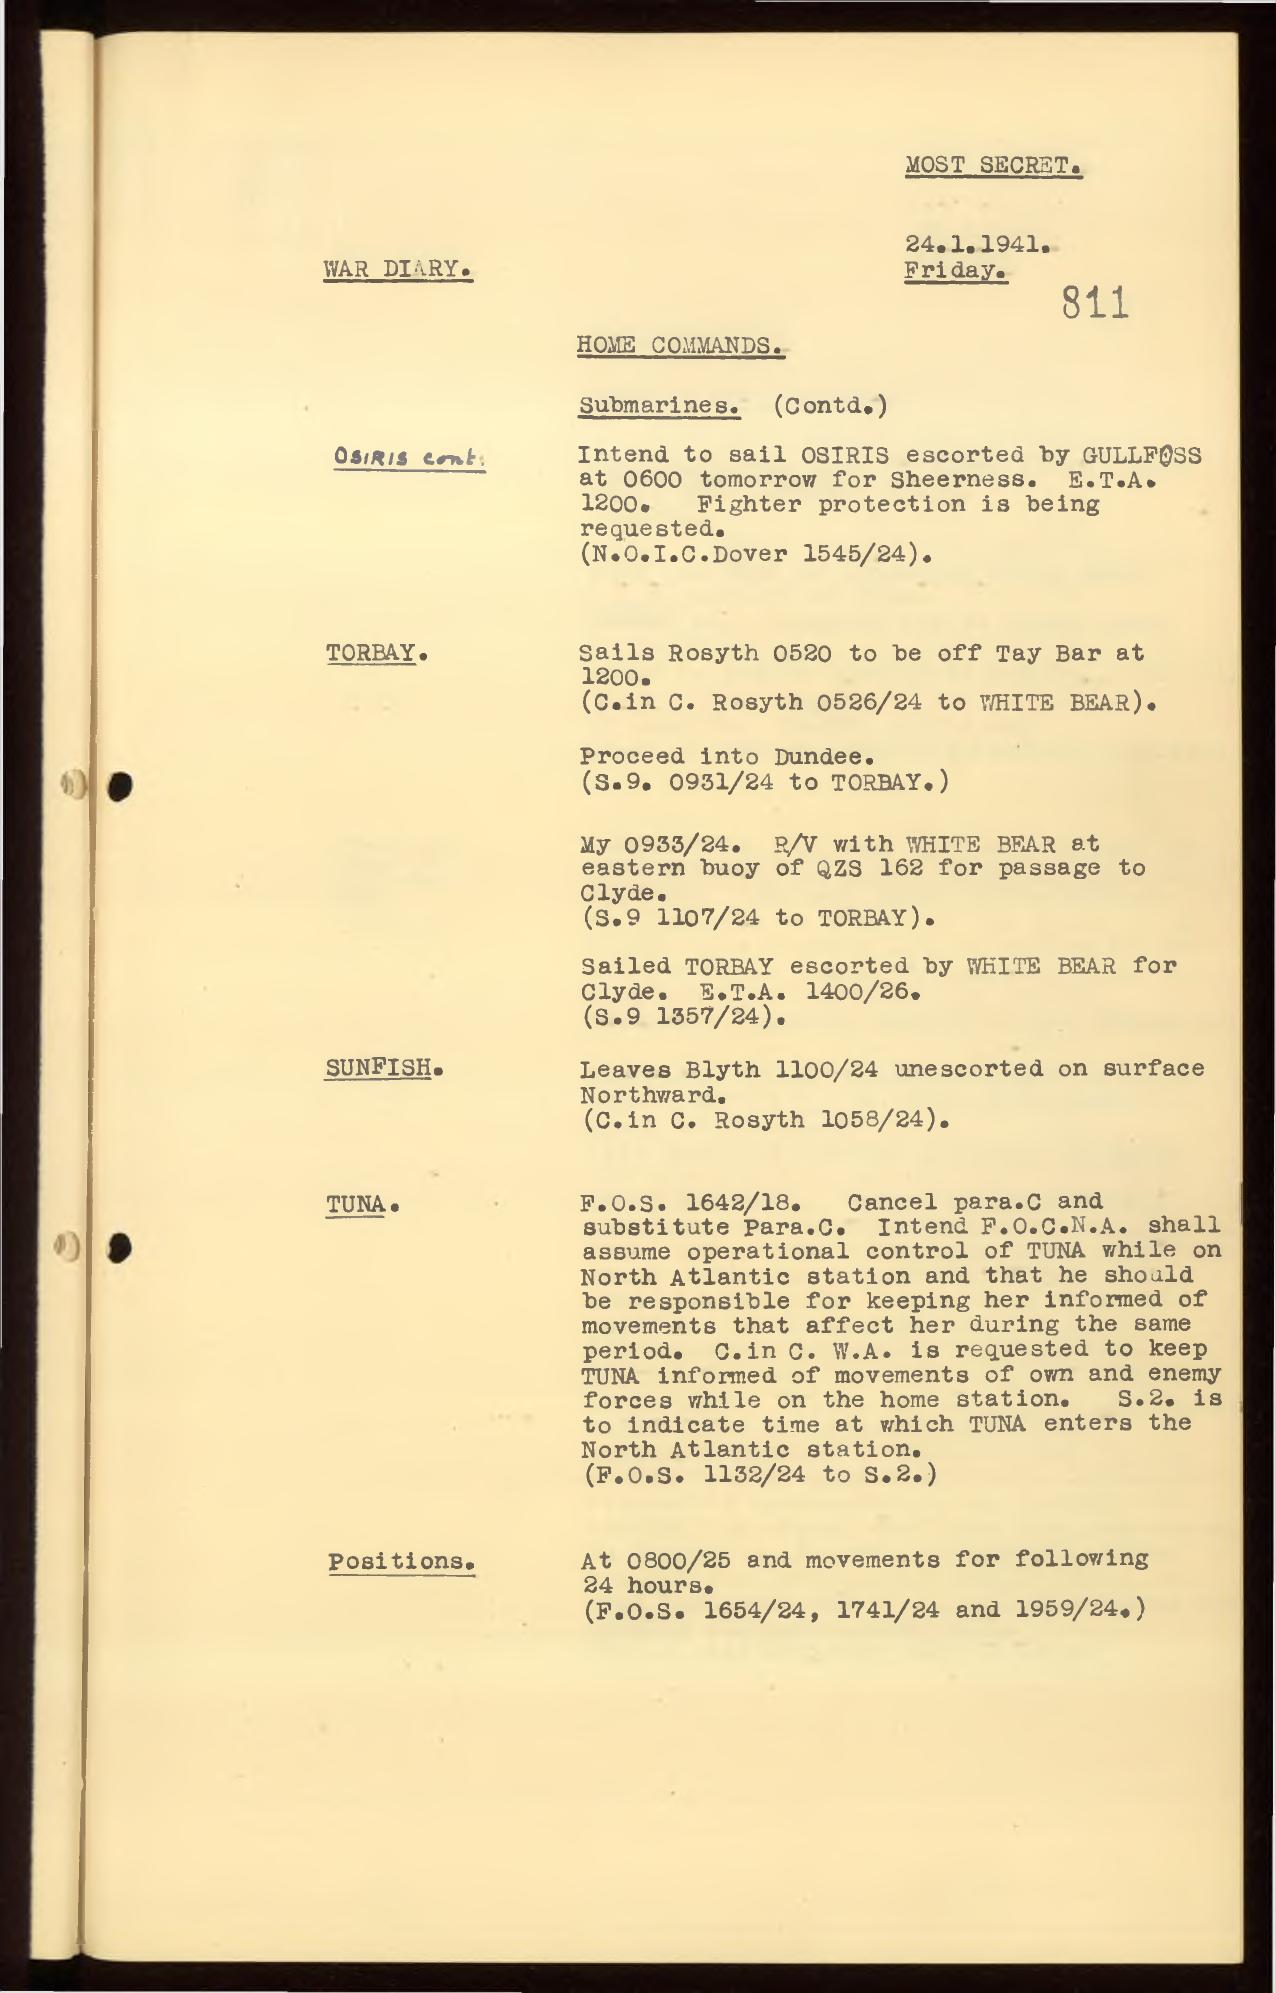 MOST SECRET.
24.1.1941.
WAR DIARY.
Friday.
811
HOME COMMANDS.
Submarines. (Contd.)
OSIRIS cont.
Intend to sail OSIRIS escorted by GULLFOSS
at 0600 tomorrow for Sheerness. E.T.A.
1200. Fighter protection is being
requested.
(N.O.I.C.Dover 1545/24).
TORBAY.
Sails Rosyth 0520 to be off Tay Bar at
1200.
(C.in C. Rosyth 0526/24 to WHITE BEAR).
Proceed into Dundee.
(S.9. 0931/24 to TORBAY.)
My 0933/24. R/V with WHITE BEAR at
eastern buoy of QZS 162 for passage to
Clyde.
(S.9 1107/24 to TORBAY).
Sailed TORBAY escorted by WHITE BEAR for
Clyde. E.T.A. 1400/26.
(S.9 1357/24).
SUNFISH.
Leaves Blyth 1100/24 unescorted on surface
Northward.
(C.in C. Rosyth 1058/24).
TUNA.
F.O.S. 1642/18. Cancel para.C and
substitute Para.C. Intend F.O.C.N.A. shall
assume operational control of TUNA while on
North Atlantic station and that he should
be responsible for keeping her informed of
movements that affect her during the same
period. C.in C. W.A. is requested to keep
TUNA informed of movements of own and enemy
forces while on the home station. S.2. is
to indicate time at which TUNA enters the
North Atlantic station.
(F.O.S. 1132/24 to S.2.)
Positions.
At 0800/25 and movements for following
24 hours.
(F.O.S. 1654/24, 1741/24 and 1959/24.)